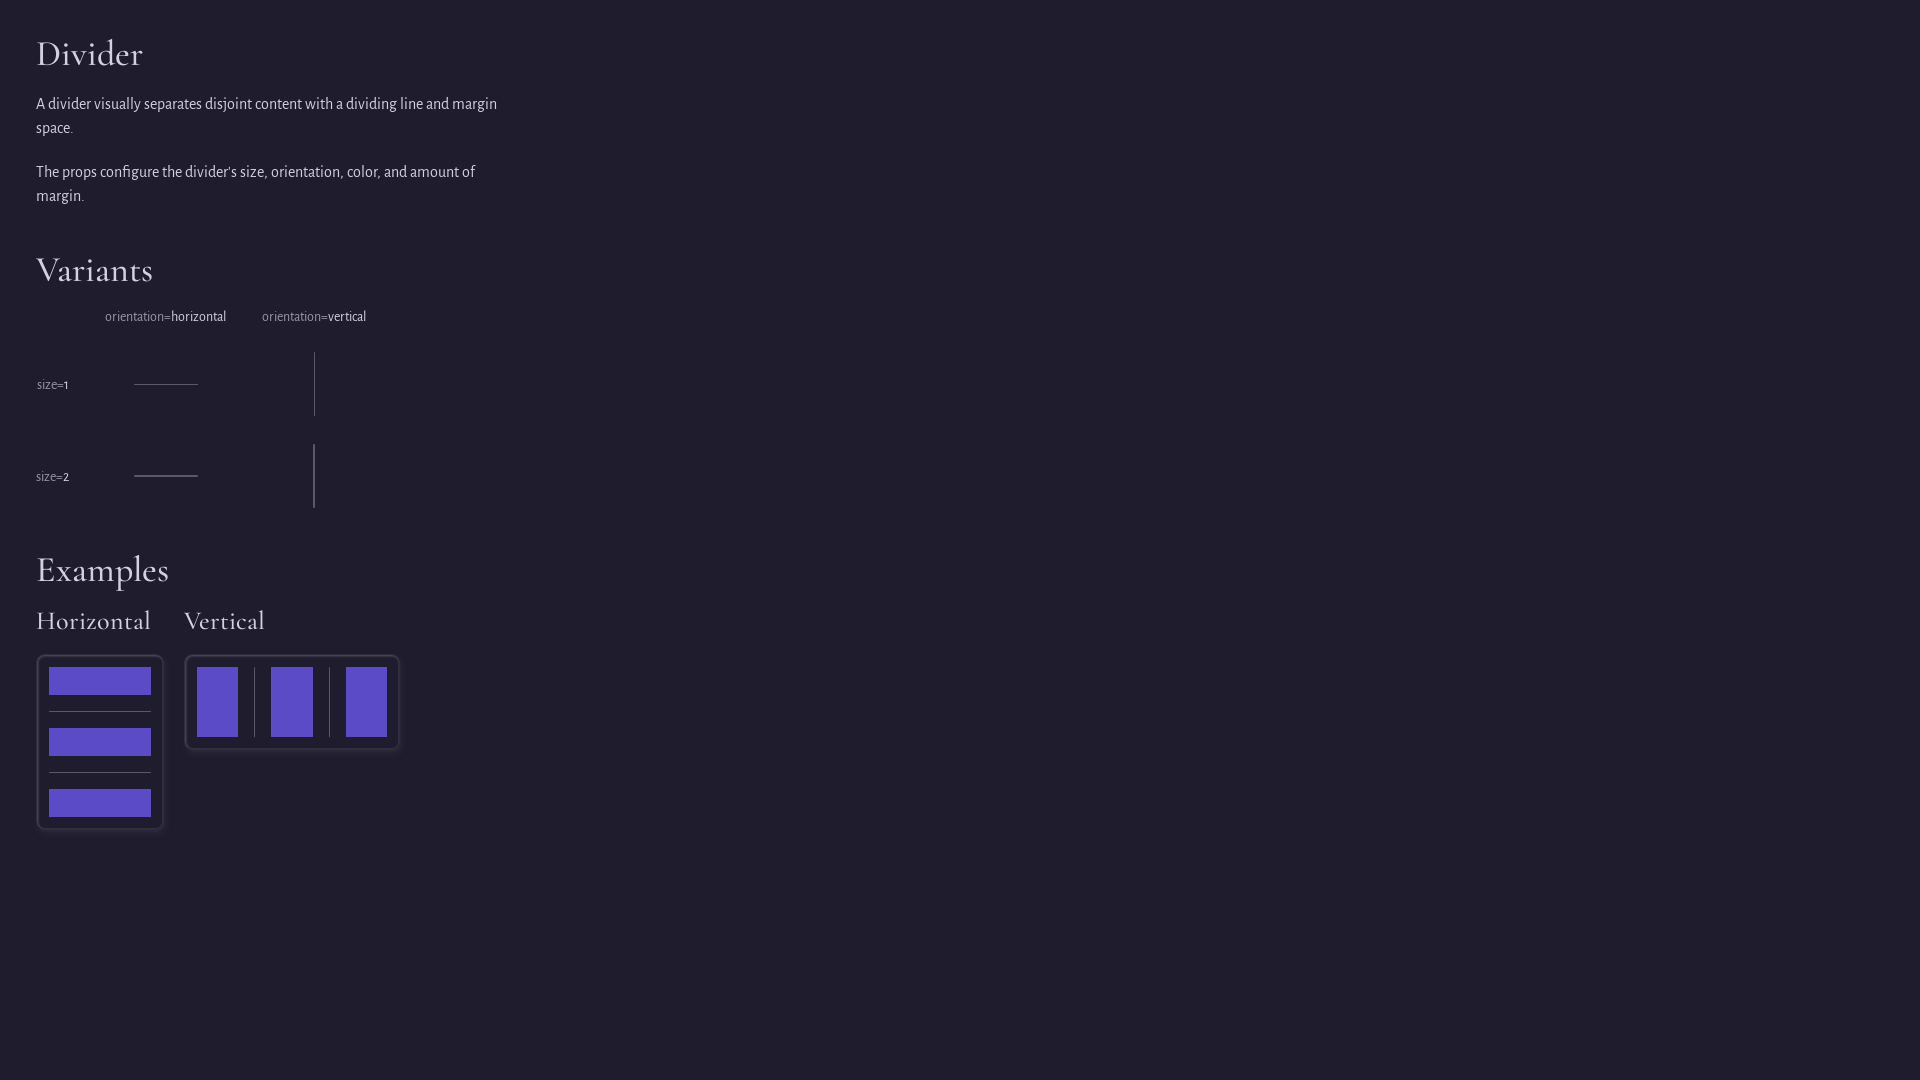 Divider
A divider visually separates disjoint content with a dividing line and margin
space.
The props configure the divider's size, orientation, color, and amount of
margin.
Variants
orientation=horizontal orientation=vertical
size=1
size=2
Examples
Horizontal Vertical